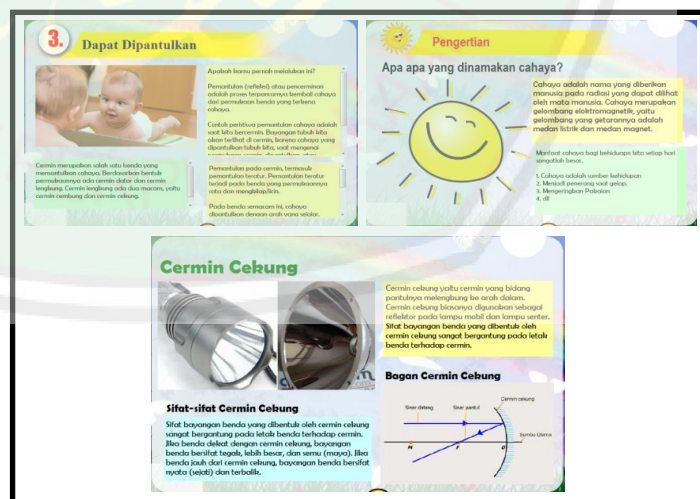 3.
Dapat Dipantulkan
Apakah kamu pernah melalukan ini?
Pemantulan (refleksi) atau pencerminan
adalah proses terpancarnya kembali cahaya
dari permukaan benda yang terkena
cahaya.
Contoh peristiwa pemantulan cahaya adalah
saat kita bercermin. Bayangan tubuh kita
akan terlihat di cermin, karena cahaya yang
dipantulkan tubuh kita, saat mengenai
Cermin merupakan salah satu benda yang
memantulkan cahaya. Berdasarkan bentuk
permukaannya ada cermin datar dan cermin
lengkung. Cermin lengkung ada dua macam, yaitu
cermin cembung dan cermin cekung.
Pemantulan pada cermin, termasuk
pemantulan teratur. Pemantulan teratur
terjadi pada benda yang permukaannya
rata dan mengkilap/licin.
Pada benda semacam ini, cahaya
dipantulkan dengan arah yang sejajar.
Pengertian
Apa apa yang dinamakan cahaya?
Cahaya adalah nama yang diberikan
manusia pada radiasi yang dapat dilihat
oleh mata manusia. Cahaya merupakan
gelombang elektromagnetik, yaitu
gelombang yang getarannya adalah
medan listrik dan medan magnet.
Manfaat cahaya bagi kehidupa kita setiap hari
sangatlah besar.
1. Cahaya adalah sumber kehidupan
2. Menjadi penerang saat gelap.
3. Mengeringkan Pakaian
4. dll
Cermin Cekung
Cermin cekung yaitu cermin yang bidang
pantulnya melengkung ke arah dalam.
Cermin cekung biasanya digunakan sebagai
reflektor pada lampu mobil dan lampu senter.
Sifat bayangan benda yang dibentuk oleh
cermin cekung sangat bergantung pada letak
benda terhadap cermin.
Bagan Cermin Cekung
Cermin cekung
Sinar datang Sinar pantul
Sumbu Utama
M F O
Sifat-sifat Cermin Cekung
Sifat bayangan benda yang dibentuk oleh cermin cekung
sangat bergantung pada letak benda terhadap cermin.
Jika benda dekat dengan cermin cekung, bayangan
benda bersifat tegak, lebih besar, dan semu (maya). Jika
benda jauh dari cermin cekung, bayangan benda bersifat
nyata (sejati) dan terbalik.